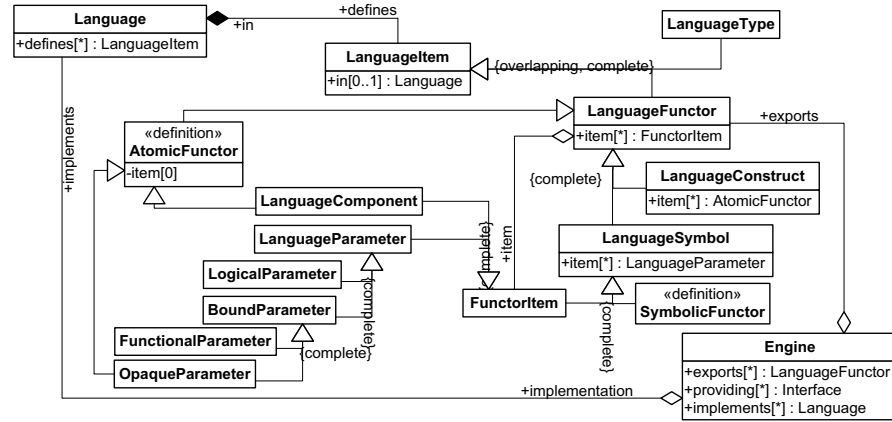 Language
+defines[*] : LanguageItem
+in
+defines
LanguageItem
+in[0..1] : Language
LanguageType
{overlapping, complete}
LanguageFunctor
+item[*] : FunctorItem
+exports
+implements
«definition»
AtomicFunctor
-item[0]
{complete}
LanguageConstruct
+item[*] : AtomicFunctor
LanguageComponent
LanguageParameter
+item
LanguageSymbol
+item[*] : LanguageParameter
LogicalParameter
{complete}
FunctorItem
{complete}
«definition»
SymbolicFunctor
BoundParameter
FunctionalParameter
{complete}
OpaqueParameter
+implementation
Engine
+exports[*] : LanguageFunctor
+providing[*] : Interface
+implements[*] : Language